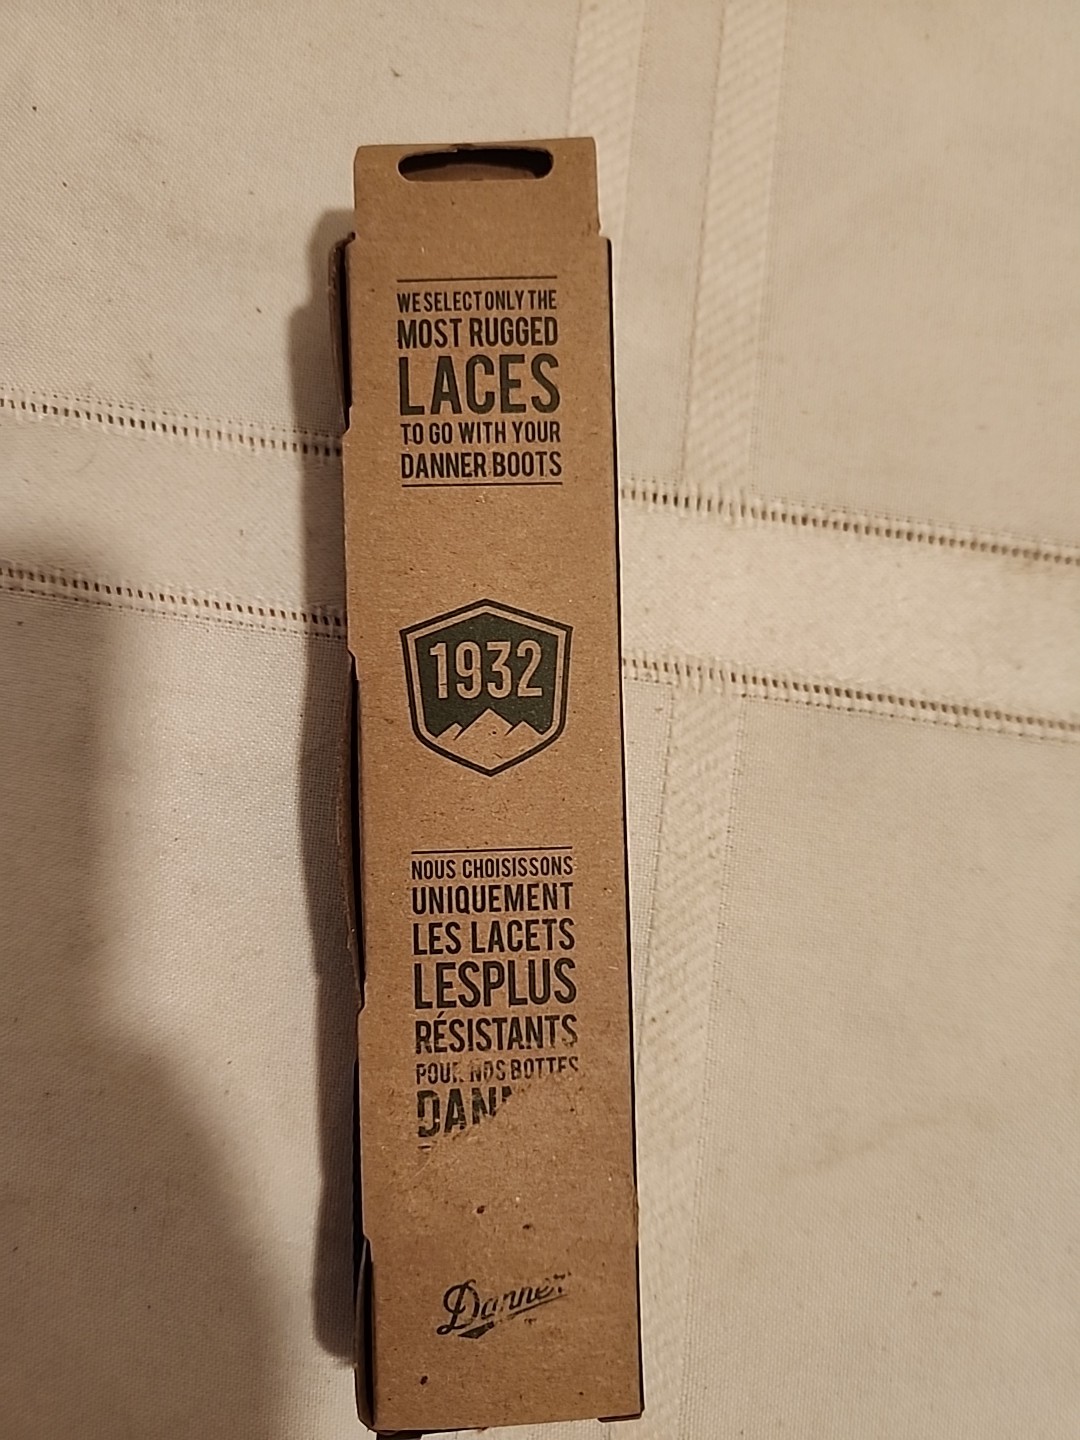 WE SELECT ONLY THE
MOST RUGGED
LACES
TO GO WITH YOUR
DANNER BOOTS
1932
NOUS CHOISISSONS
UNIQUEMENT
LES LACETS
LESPLUS
RÉSISTANTS
POUR NOS BOTTES
Danner